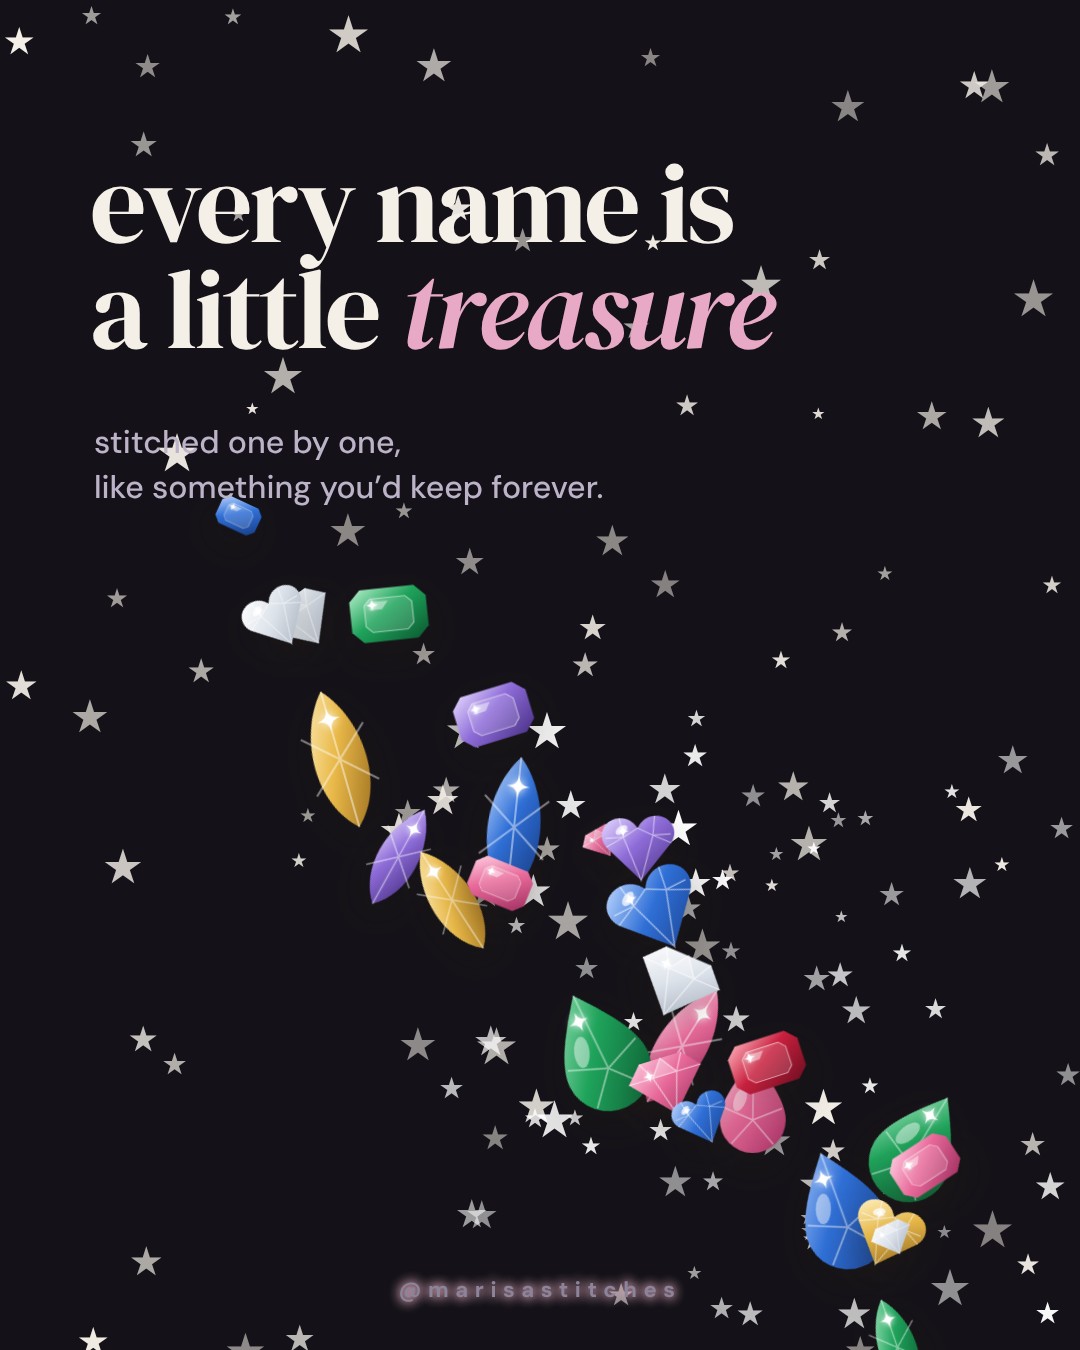 every name is
a little treasure
stitched one by one,
like something you’d keep forever.
@marisastitches